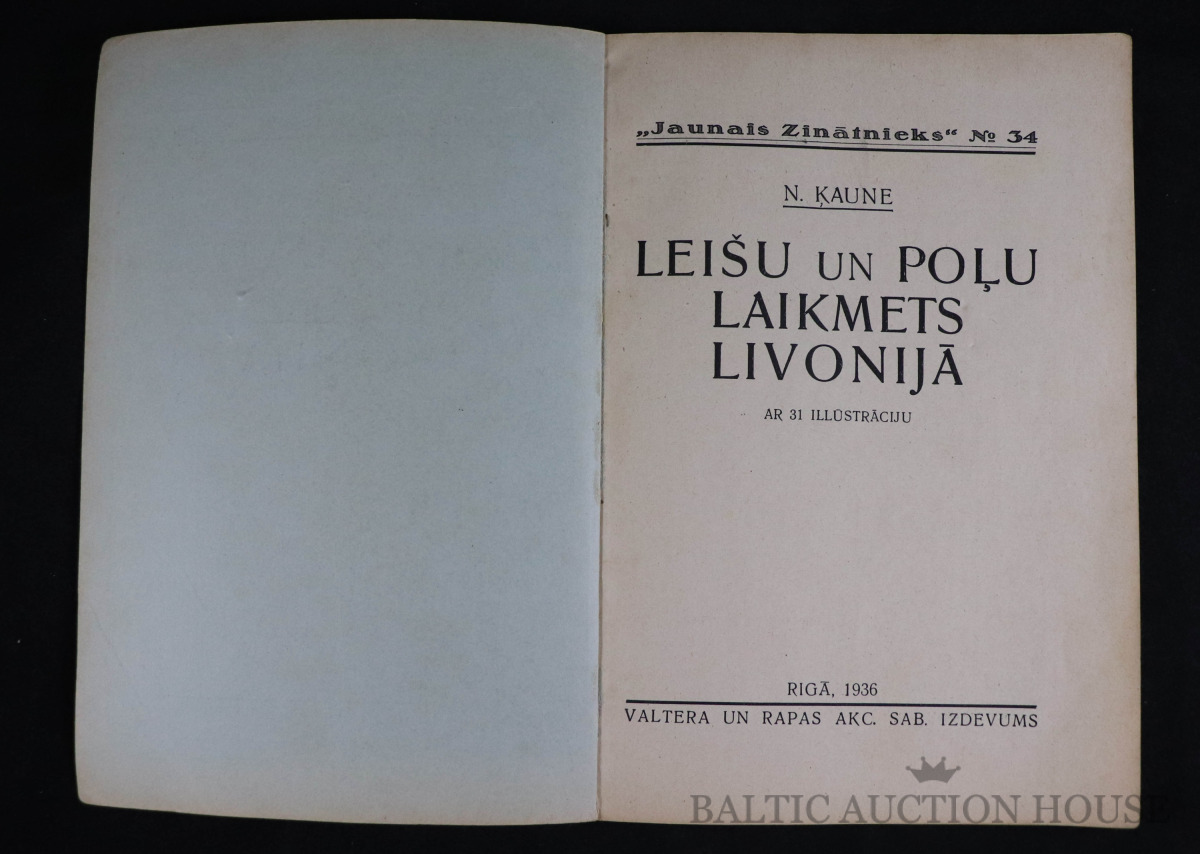 „Jaunais Zinātnieks“ № 34
N. ĶAUNE
LEIŠU UN POĻU
LAIKMETS
LIVONIJĀ
AR 31 ILLŪSTRĀCIJU
RIGĀ, 1936
VALTERA UN RAPAS AKC. SAB. IZDEVUMS
BALTIC AUCTION HOUSE